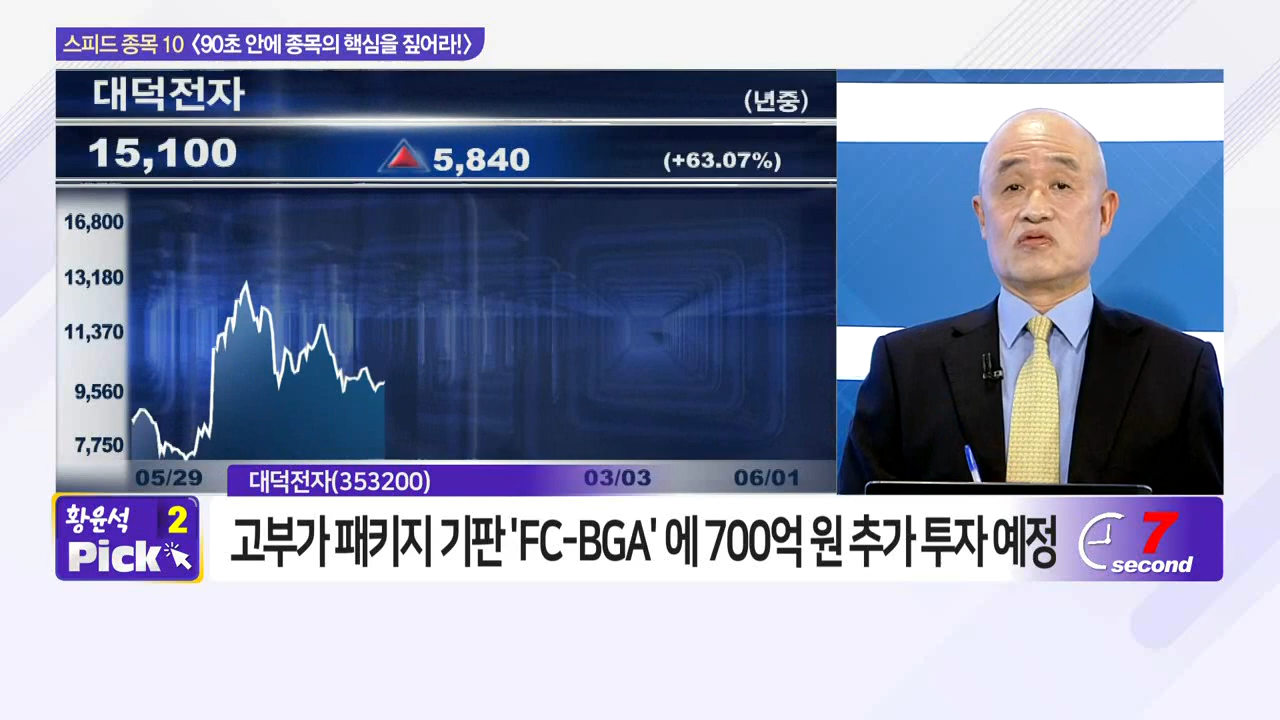 스피드 종목 10 <90초 안에 종목의 핵심을 짚어라!>
대덕전자
(년중)
15,100 5,840 (+63.07%)
16,800
13,180
11,370
9,560
7,750
05/29 03/03 06/01
대덕전자(353200)
황윤석 2
Pick
고부가 패키지 기판 'FC-BGA' 에 700억 원 추가 투자 예정
7
second